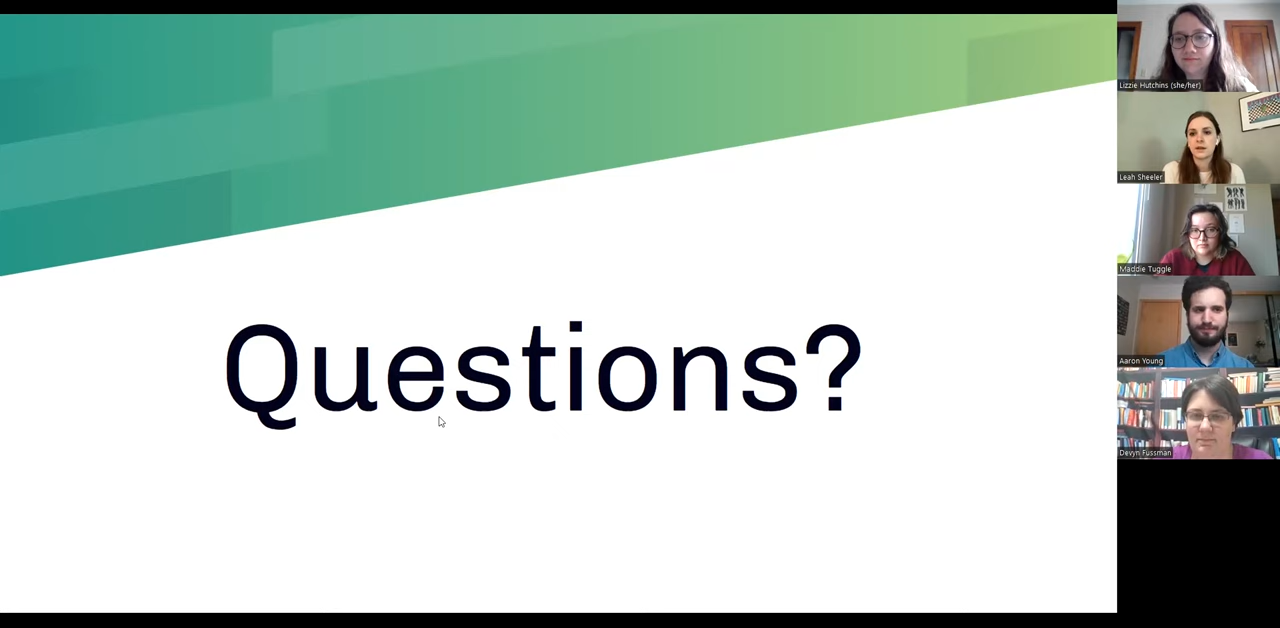 Questions?
Lizzie Hutchins (she/her)
Leah Sheeler
Maddie Tuggle
Aaron Young
Devyn Fussman